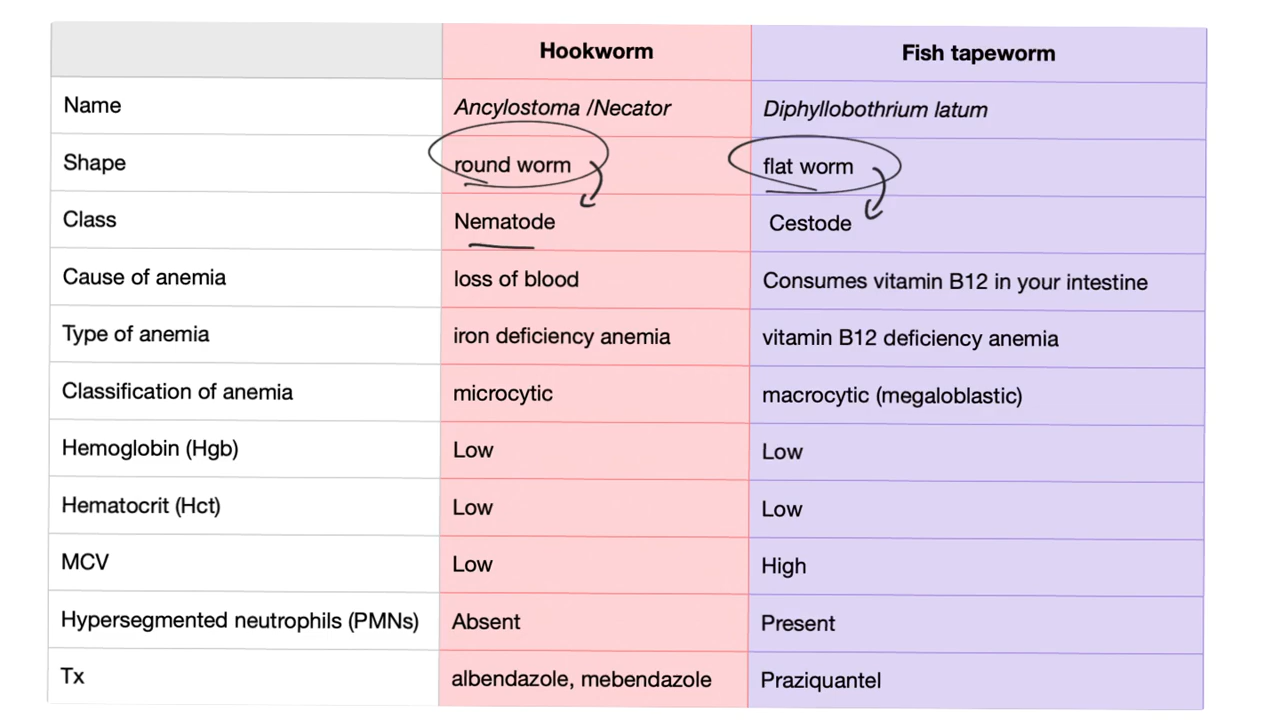 Hookworm Fish tapeworm
Name Ancylostoma /Necator Diphyllobothrium latum
Shape round worm flat worm
Class Nematode Cestode
Cause of anemia loss of blood Consumes vitamin B12 in your intestine
Type of anemia iron deficiency anemia vitamin B12 deficiency anemia
Classification of anemia microcytic macrocytic (megaloblastic)
Hemoglobin (Hgb) Low Low
Hematocrit (Hct) Low Low
MCV Low High
Hypersegmented neutrophils (PMNs) Absent Present
Tx albendazole, mebendazole Praziquantel